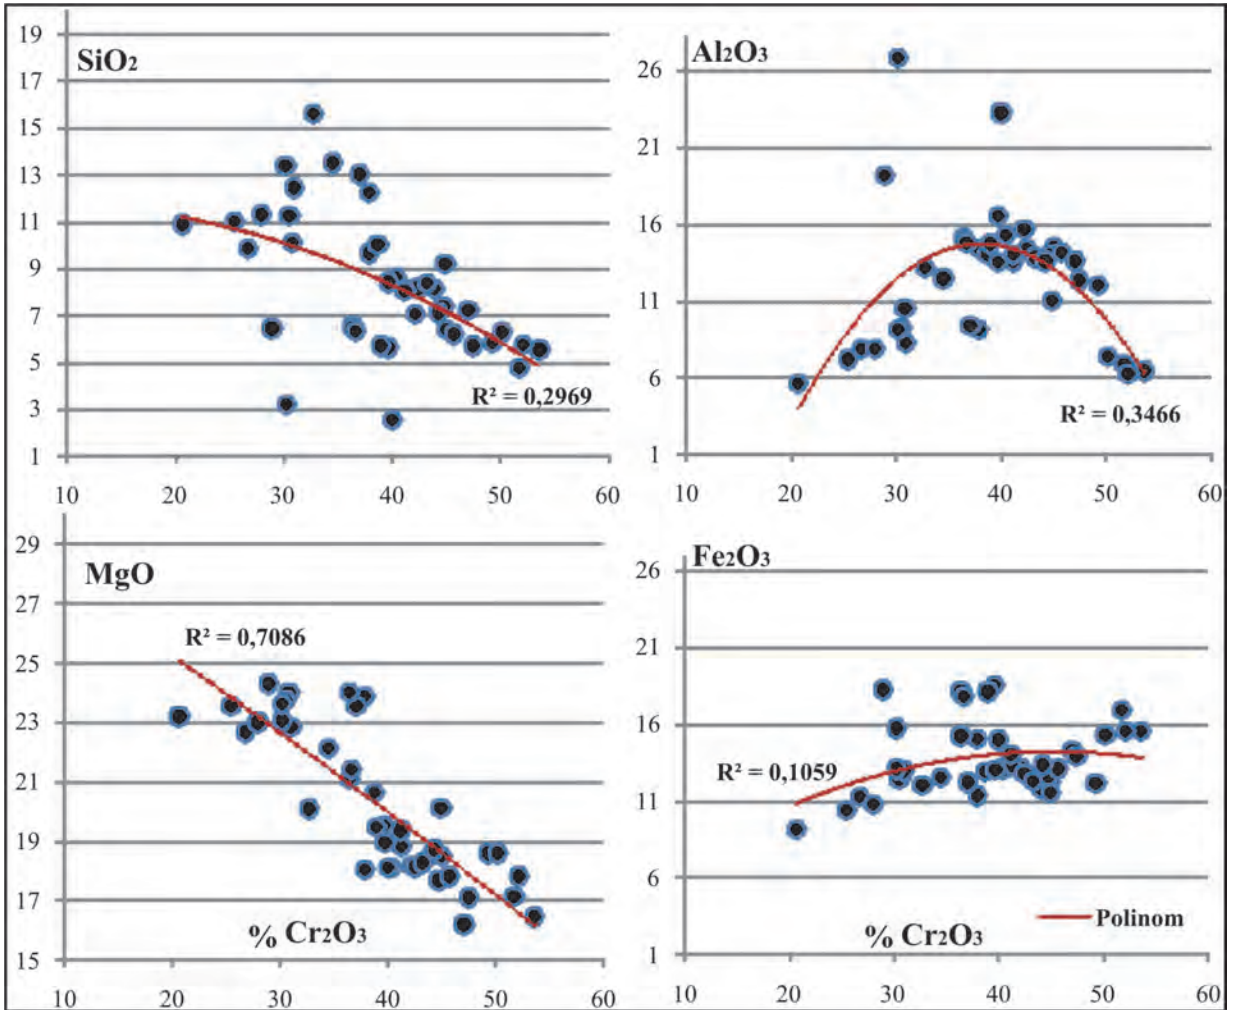 SiO2
19
17
15
13
11
9
7
5
3
1
R² = 0,2969
10 20 30 40 50 60
Al2O3
26
21
16
11
6
1
R² = 0,3466
10 20 30 40 50 60
MgO
29
27
25
23
21
19
17
15
R² = 0,7086
% Cr2O3
10 20 30 40 50 60
Fe2O3
26
21
16
11
6
1
R² = 0,1059
Polinom
% Cr2O3
10 20 30 40 50 60